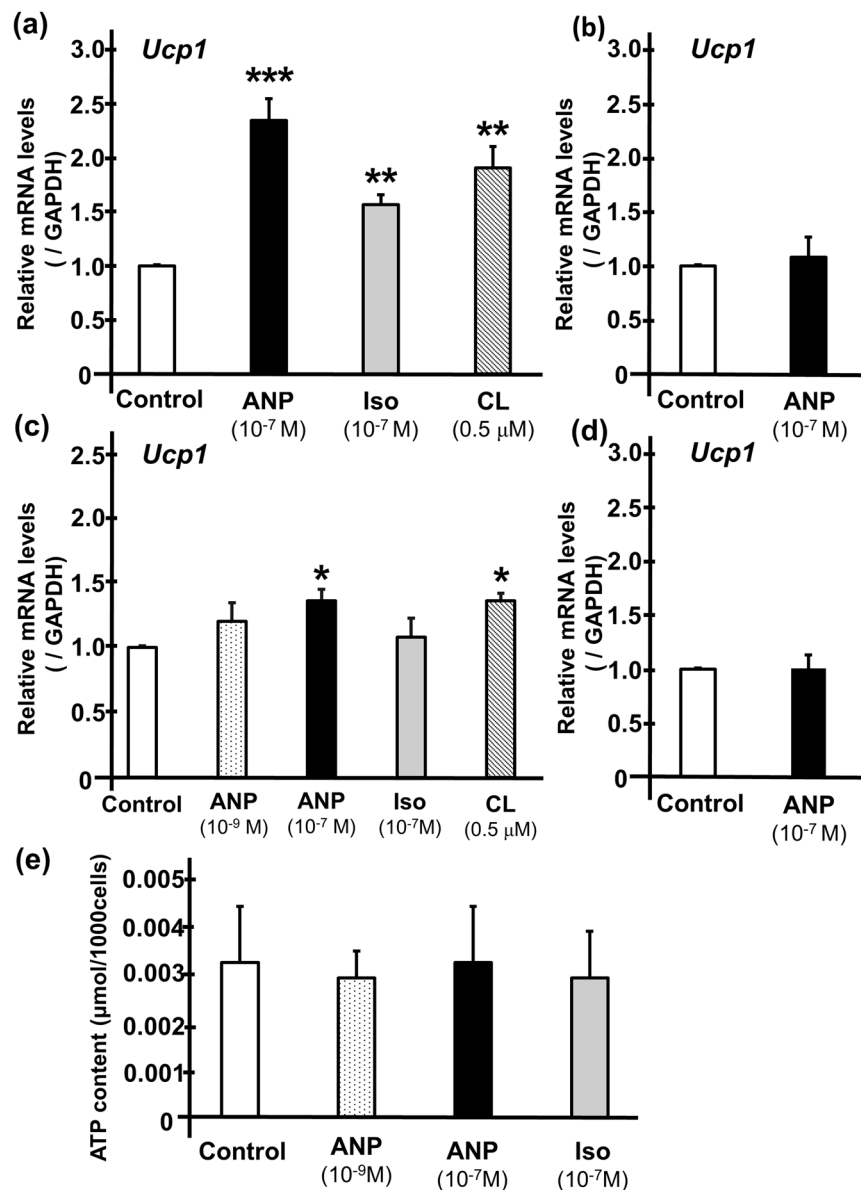 (a)
Ucp1
Relative mRNA levels
( / GAPDH)
3.0
2.5
2.0
1.5
1.0
0.5
0
***
**
**
Control
ANP
(10⁻⁷ M)
Iso
(10⁻⁷ M)
CL
(0.5 μM)
(b)
Ucp1
Relative mRNA levels
( / GAPDH)
3.0
2.5
2.0
1.5
1.0
0.5
0
Control
ANP
(10⁻⁷ M)
(c)
Ucp1
Relative mRNA levels
( / GAPDH)
2.5
2.0
1.5
1.0
0.5
0
*
*
Control
ANP
(10⁻⁹ M)
ANP
(10⁻⁷ M)
Iso
(10⁻⁷M)
CL
(0.5 μM)
(d)
Ucp1
Relative mRNA levels
( / GAPDH)
3.0
2.5
2.0
1.5
1.0
0.5
0
Control
ANP
(10⁻⁷ M)
(e)
ATP content (μmol/1000cells)
0.005
0.004
0.003
0.002
0.001
0
Control
ANP
(10⁻⁹M)
ANP
(10⁻⁷M)
Iso
(10⁻⁷M)